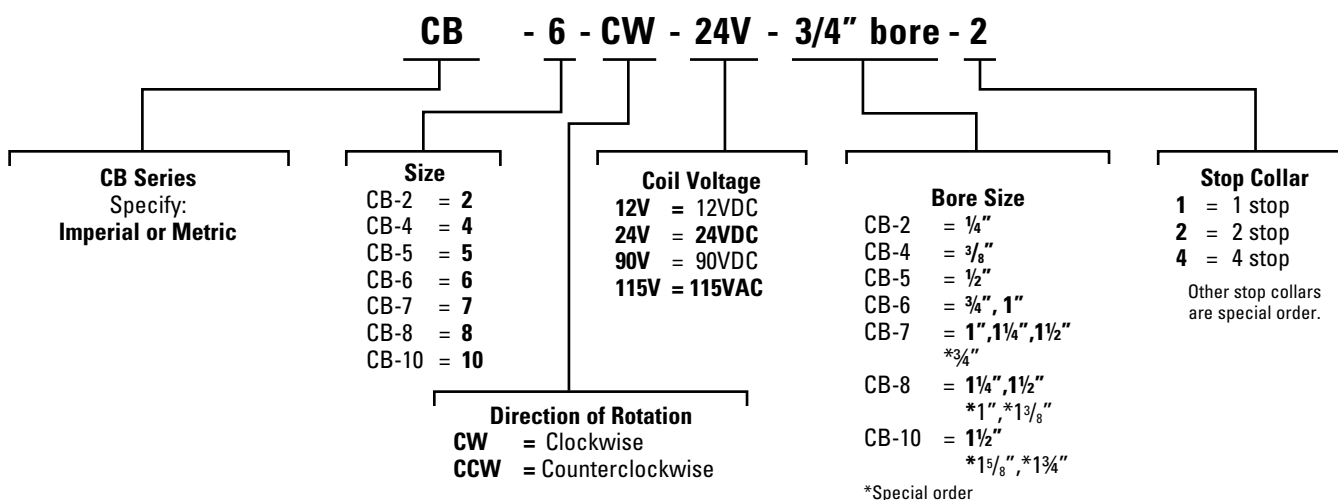 CB - 6 - CW - 24V - 3/4" bore - 2
CB Series
Specify:
Imperial or Metric
Size
CB-2 = 2
CB-4 = 4
CB-5 = 5
CB-6 = 6
CB-7 = 7
CB-8 = 8
CB-10 = 10
Direction of Rotation
CW = Clockwise
CCW = Counterclockwise
Coil Voltage
12V = 12VDC
24V = 24VDC
90V = 90VDC
115V = 115VAC
Bore Size
CB-2 = ¼"
CB-4 = ³/₈"
CB-5 = ½"
CB-6 = ¾", 1"
CB-7 = 1",1¼",1½"
*¾"
CB-8 = 1¼",1½"
*1",*1³/₈"
CB-10 = 1½"
*1⁵/₈",*1¾"
*Special order
Stop Collar
1 = 1 stop
2 = 2 stop
4 = 4 stop
Other stop collars
are special order.